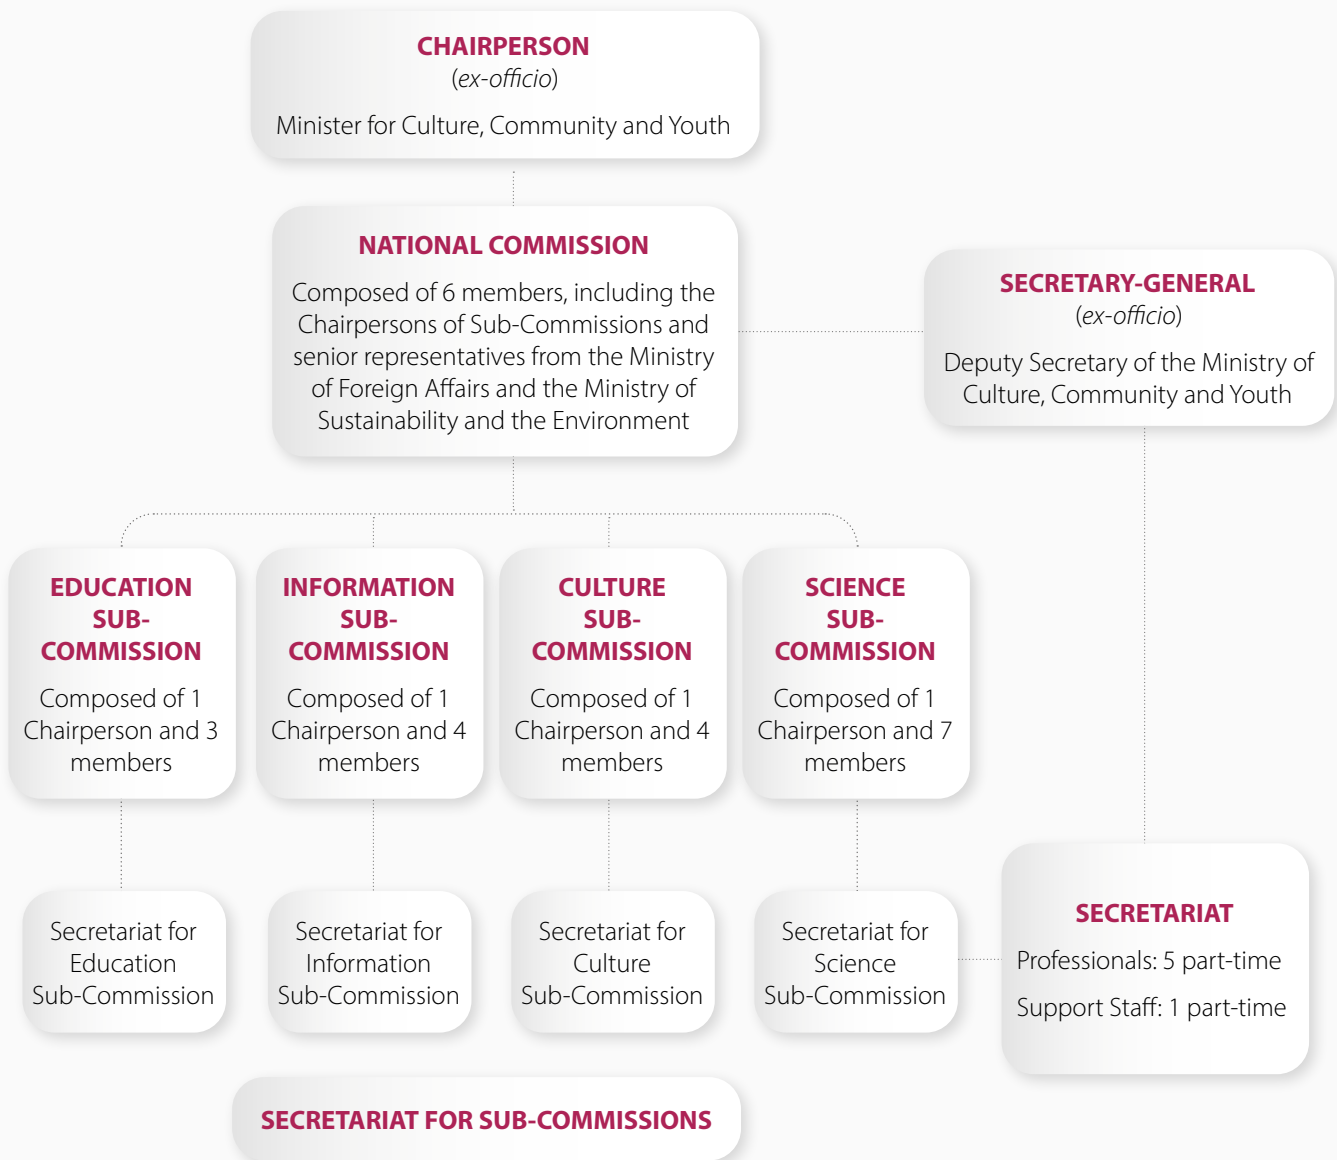 CHAIRPERSON
(ex-officio)
Minister for Culture, Community and Youth
NATIONAL COMMISSION
Composed of 6 members, including the
Chairpersons of Sub-Commissions and
senior representatives from the Ministry
of Foreign Affairs and the Ministry of
Sustainability and the Environment
SECRETARY-GENERAL
(ex-officio)
Deputy Secretary of the Ministry of
Culture, Community and Youth
EDUCATION
SUB-
COMMISSION
Composed of 1
Chairperson and 3
members
INFORMATION
SUB-
COMMISSION
Composed of 1
Chairperson and 4
members
CULTURE
SUB-
COMMISSION
Composed of 1
Chairperson and 4
members
SCIENCE
SUB-
COMMISSION
Composed of 1
Chairperson and 7
members
Secretariat for
Education
Sub-Commission
Secretariat for
Information
Sub-Commission
Secretariat for
Culture
Sub-Commission
Secretariat for
Science
Sub-Commission
SECRETARIAT
Professionals: 5 part-time
Support Staff: 1 part-time
SECRETARIAT FOR SUB-COMMISSIONS